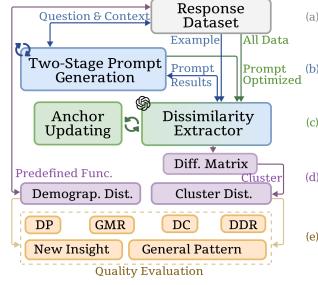 Response
Dataset
(a)
Question & Context
Example
All Data
Two-Stage Prompt
Generation
Prompt
Results
Prompt
Optimized
(b)
Anchor
Updating
Dissimilarity
Extractor
(c)
Diff. Matrix
Predefined Func.
Cluster
(d)
Demograp. Dist.
Cluster Dist.
DP
GMR
DC
DDR
(e)
New Insight
General Pattern
Quality Evaluation